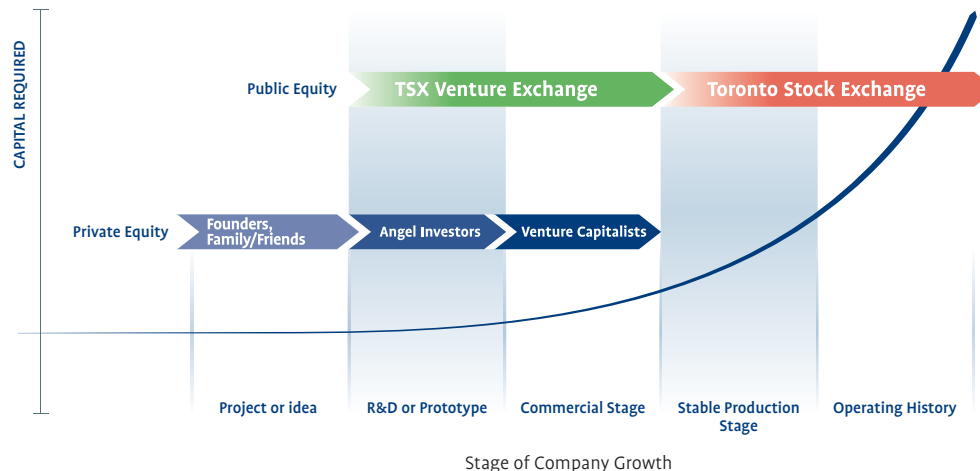 CAPITAL REQUIRED
Public Equity
TSX Venture Exchange
Toronto Stock Exchange
Private Equity
Founders,
Family/Friends
Angel Investors
Venture Capitalists
Project or idea
R&D or Prototype
Commercial Stage
Stable Production
Stage
Operating History
Stage of Company Growth